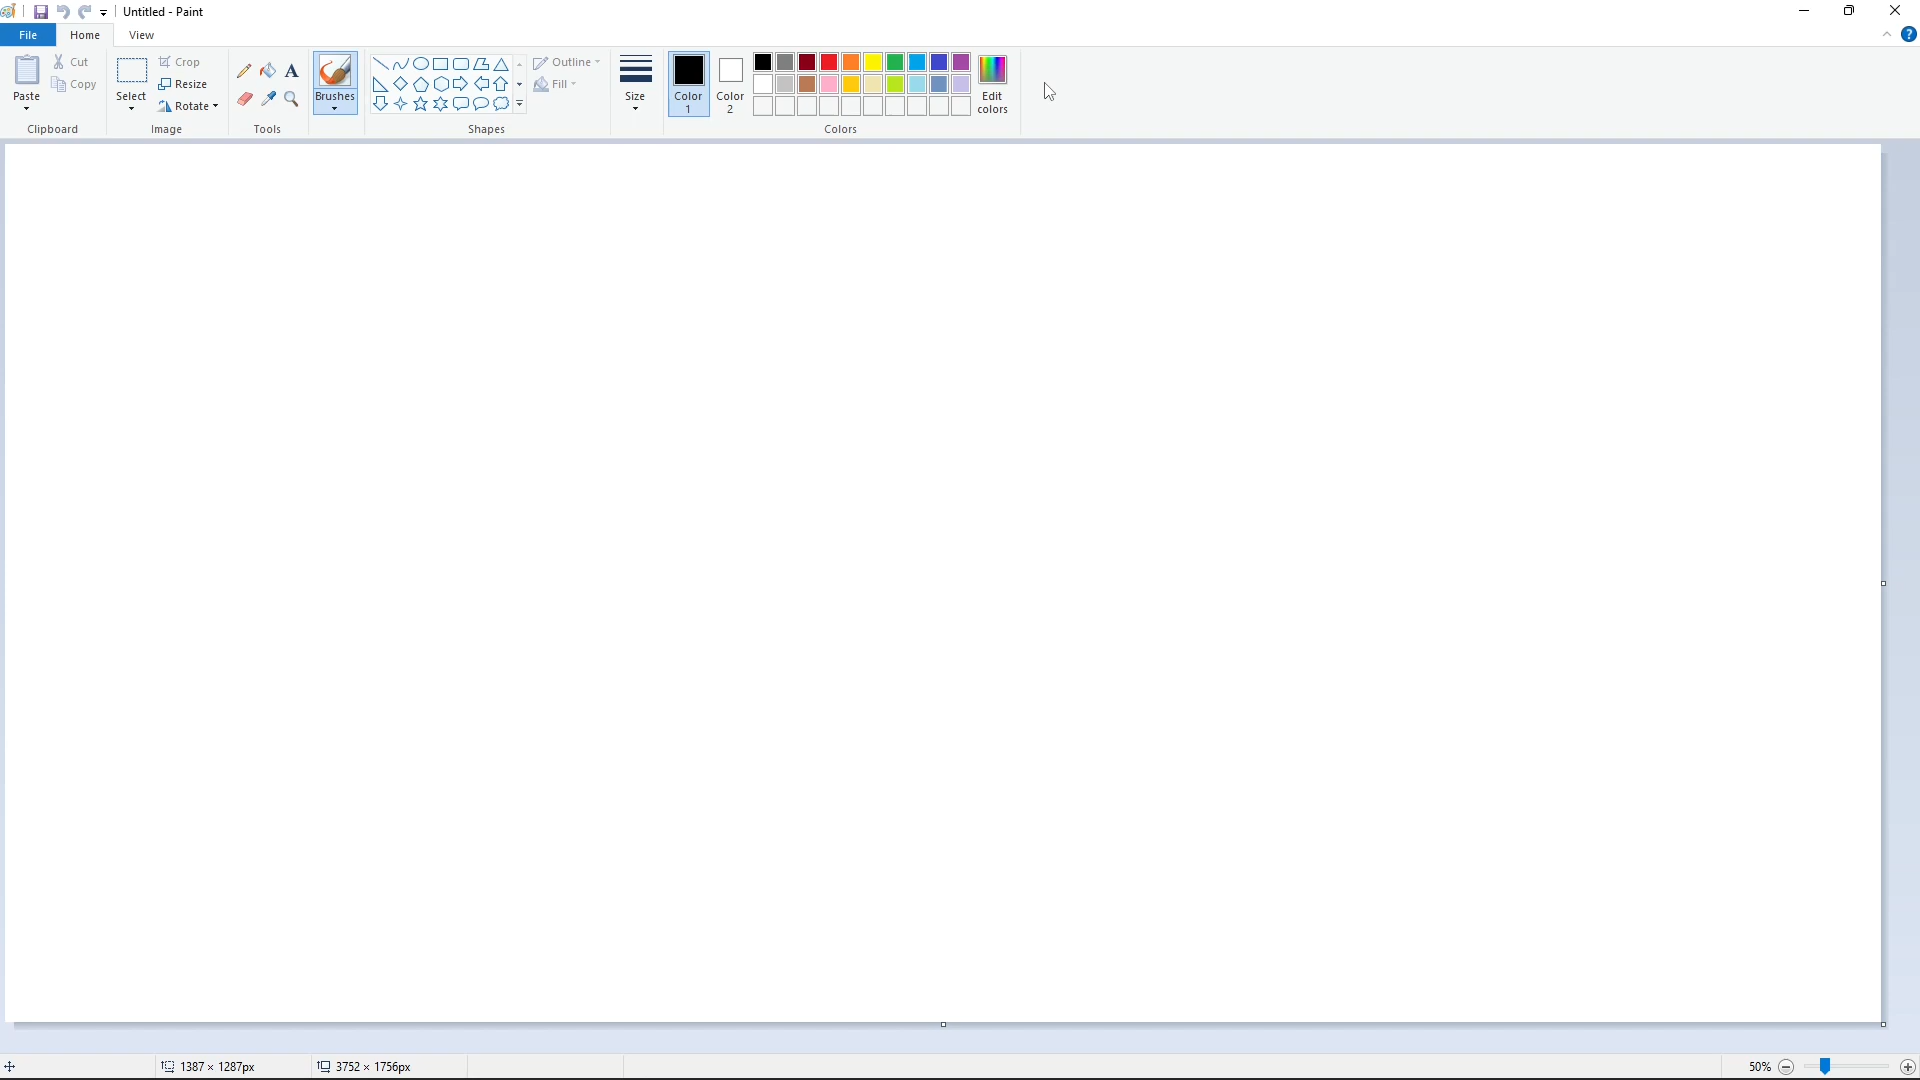 Untitled - Paint
File Home View
Paste Cut Copy
Select Crop Resize Rotate
A
Brushes
Outline Fill
Size
Color 1 Color 2
Edit colors
Clipboard Image Tools Shapes Colors
1387 × 1287px 3752 × 1756px 50%